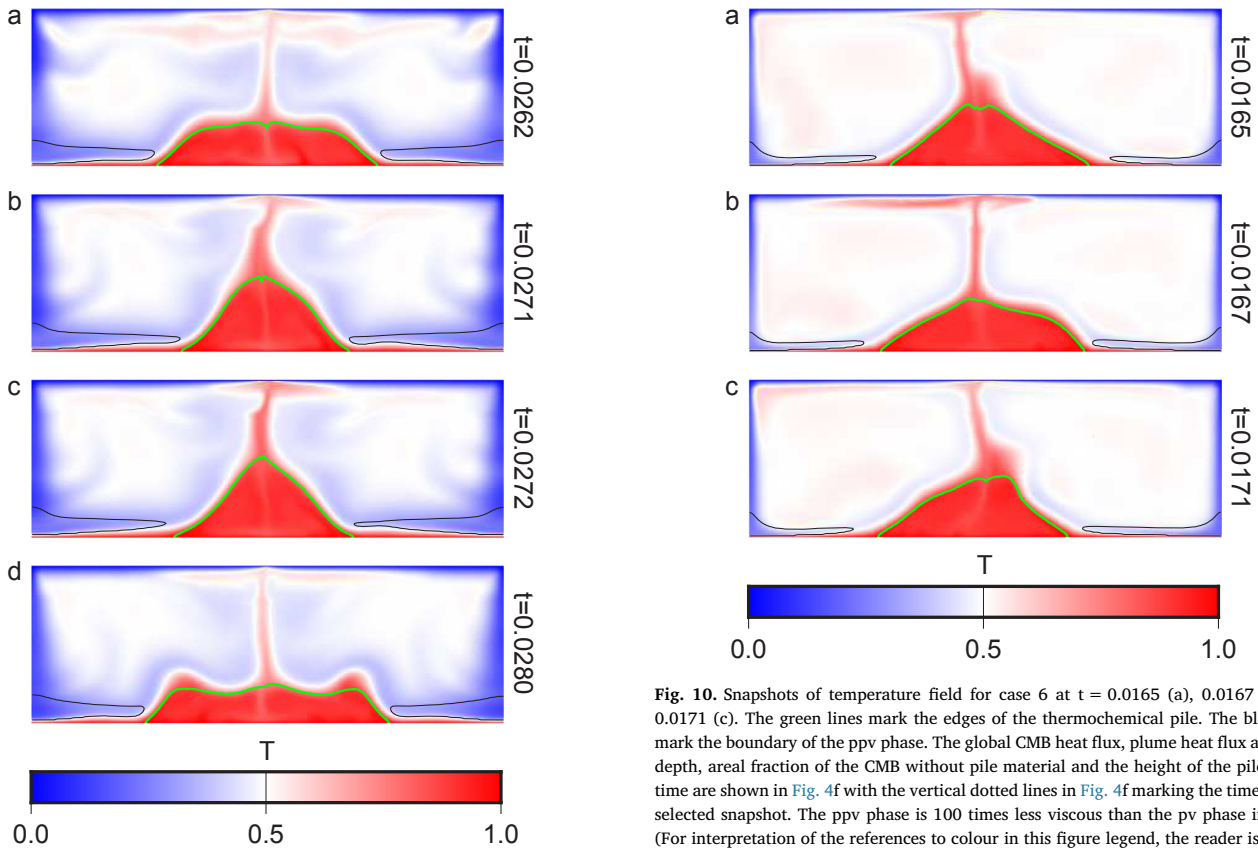 a
t=0.0262
b
t=0.0271
c
t=0.0272
d
t=0.0280
T
0.0 0.5 1.0
a
t=0.0165
b
t=0.0167
c
t=0.0171
T
0.0 0.5 1.0
Fig. 10. Snapshots of temperature field for case 6 at t = 0.0165 (a), 0.0167
0.0171 (c). The green lines mark the edges of the thermochemical pile. The bl
mark the boundary of the ppv phase. The global CMB heat flux, plume heat flux a
depth, areal fraction of the CMB without pile material and the height of the pile
time are shown in Fig. 4f with the vertical dotted lines in Fig. 4f marking the time
selected snapshot. The ppv phase is 100 times less viscous than the pv phase i
(For interpretation of the references to colour in this figure legend, the reader is